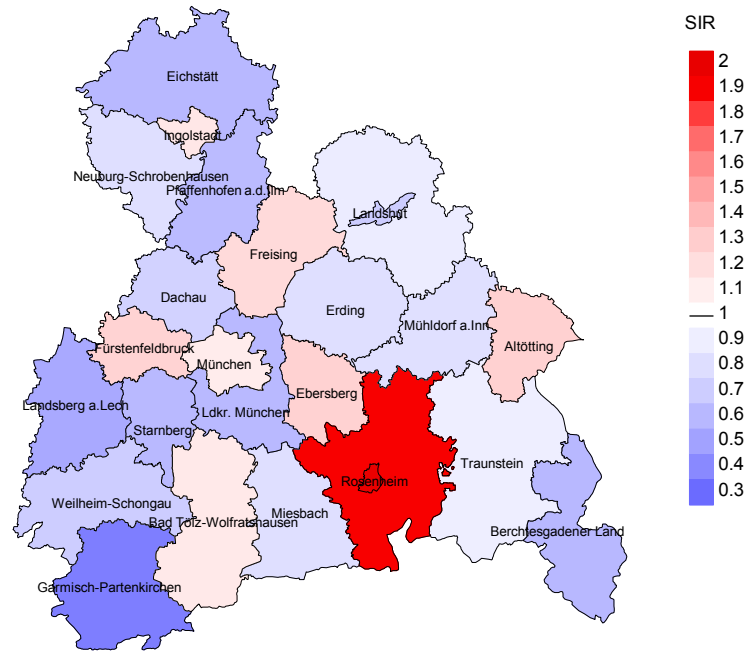 SIR
2
1.9
1.8
1.7
1.6
1.5
1.4
1.3
1.2
1.1
1
0.9
0.8
0.7
0.6
0.5
0.4
0.3
Eichstätt
Ingolstadt
Neuburg-Schrobenhausen
Pfaffenhofen a.d.Ilm
Landshut
Freising
Dachau
Erding
Mühldorf a.Inn
Altötting
Fürstenfeldbruck
München
Ebersberg
Landsberg a.Lech
Ldkr. München
Starnberg
Traunstein
Rosenheim
Weilheim-Schongau
Miesbach
Bad Tölz-Wolfratshausen
Berchtesgadener Land
Garmisch-Partenkirchen